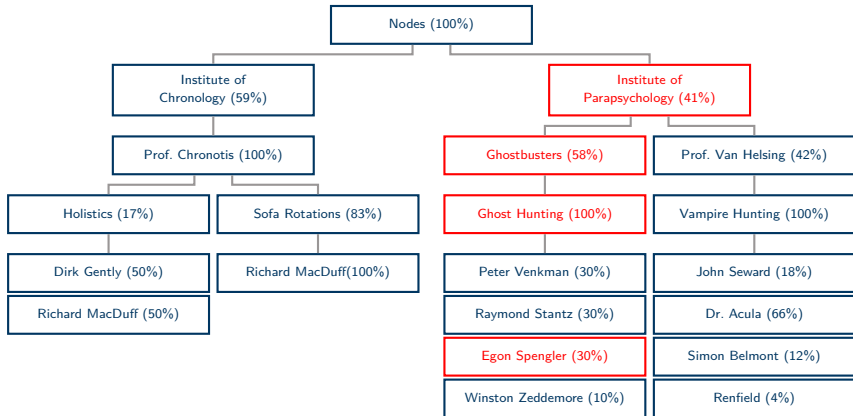 Nodes (100%)
Institute of
Chronology (59%)
Institute of
Parapsychology (41%)
Prof. Chronotis (100%)
Ghostbusters (58%)
Prof. Van Helsing (42%)
Holistics (17%)
Sofa Rotations (83%)
Ghost Hunting (100%)
Vampire Hunting (100%)
Dirk Gently (50%)
Richard MacDuff(100%)
Peter Venkman (30%)
John Seward (18%)
Richard MacDuff (50%)
Raymond Stantz (30%)
Dr. Acula (66%)
Egon Spengler (30%)
Simon Belmont (12%)
Winston Zeddemore (10%)
Renfield (4%)